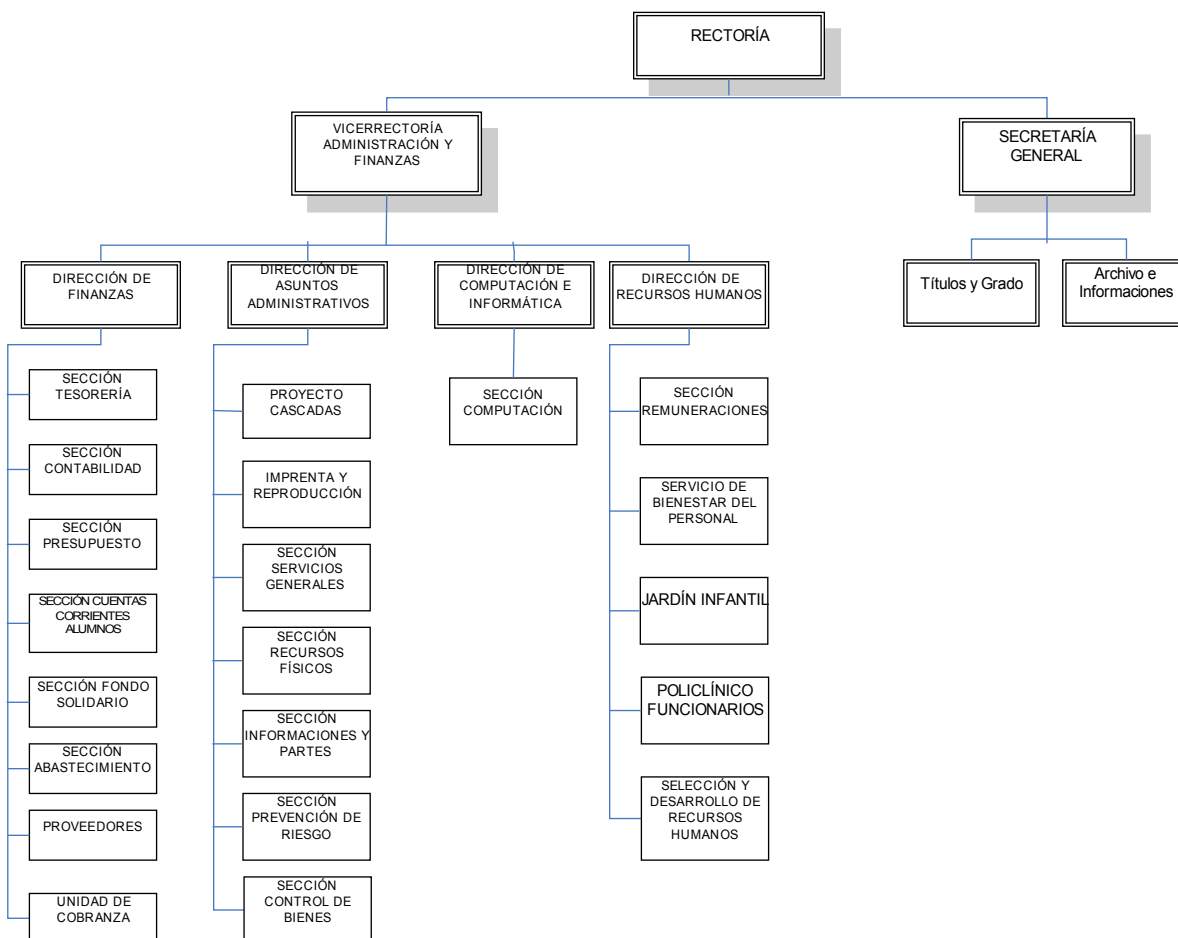 RECTORÍA
VICERRECTORÍA
ADMINISTRACIÓN Y
FINANZAS
SECRETARÍA
GENERAL
DIRECCIÓN DE
FINANZAS
DIRECCIÓN DE
ASUNTOS
ADMINISTRATIVOS
DIRECCIÓN DE
COMPUTACIÓN E
INFORMÁTICA
DIRECCIÓN DE
RECURSOS HUMANOS
Títulos y Grado
Archivo e
Informaciones
SECCIÓN
TESORERÍA
SECCIÓN
CONTABILIDAD
SECCIÓN
PRESUPUESTO
SECCIÓN CUENTAS
CORRIENTES
ALUMNOS
SECCIÓN FONDO
SOLIDARIO
SECCIÓN
ABASTECIMIENTO
PROVEEDORES
UNIDAD DE
COBRANZA
PROYECTO
CASCADAS
IMPRENTA Y
REPRODUCCIÓN
SECCIÓN
SERVICIOS
GENERALES
SECCIÓN
RECURSOS
FÍSICOS
SECCIÓN
INFORMACIONES Y
PARTES
SECCIÓN
PREVENCIÓN DE
RIESGO
SECCIÓN
CONTROL DE
BIENES
SECCIÓN
COMPUTACIÓN
SECCIÓN
REMUNERACIONES
SERVICIO DE
BIENESTAR DEL
PERSONAL
JARDÍN INFANTIL
POLICLÍNICO
FUNCIONARIOS
SELECCIÓN Y
DESARROLLO DE
RECURSOS
HUMANOS